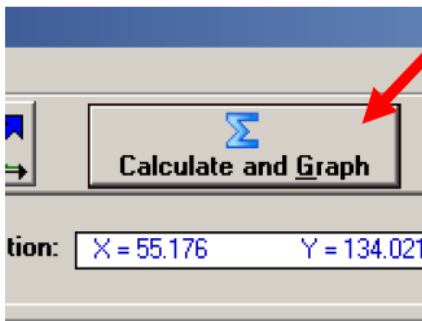 Σ
Calculate and Graph
tion: X = 55.176 Y = 134.021